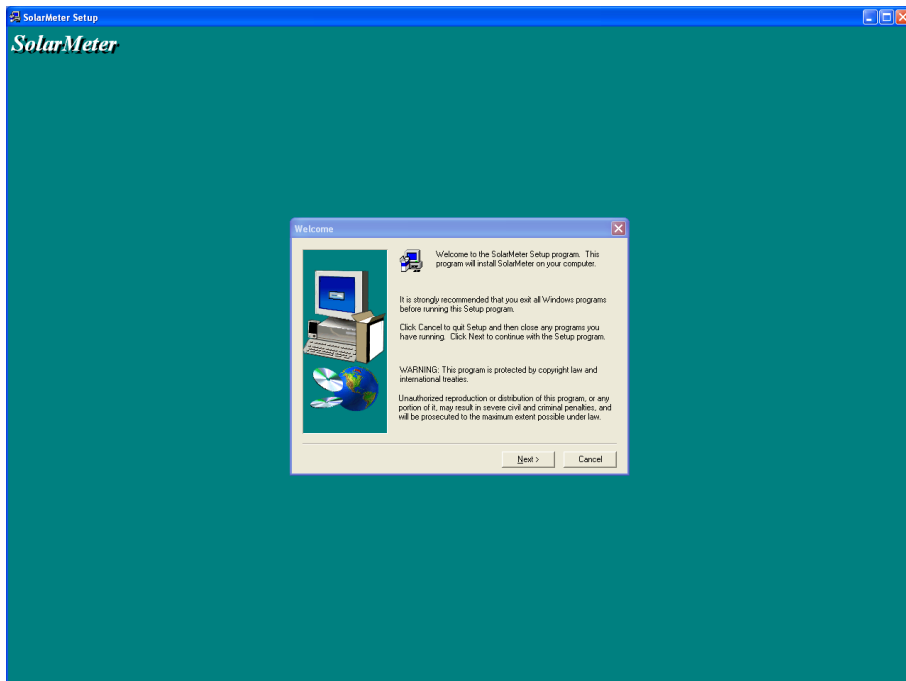 SolarMeter Setup
SolarMeter
Welcome
Welcome to the SolarMeter Setup program. This
program will install SolarMeter on your computer.
It is strongly recommended that you exit all Windows programs
before running this Setup program.
Click Cancel to quit Setup and then close any programs you
have running. Click Next to continue with the Setup program.
WARNING: This program is protected by copyright law and
international treaties.
Unauthorized reproduction or distribution of this program, or any
portion of it, may result in severe civil and criminal penalties, and
will be prosecuted to the maximum extent possible under law.
Next >
Cancel